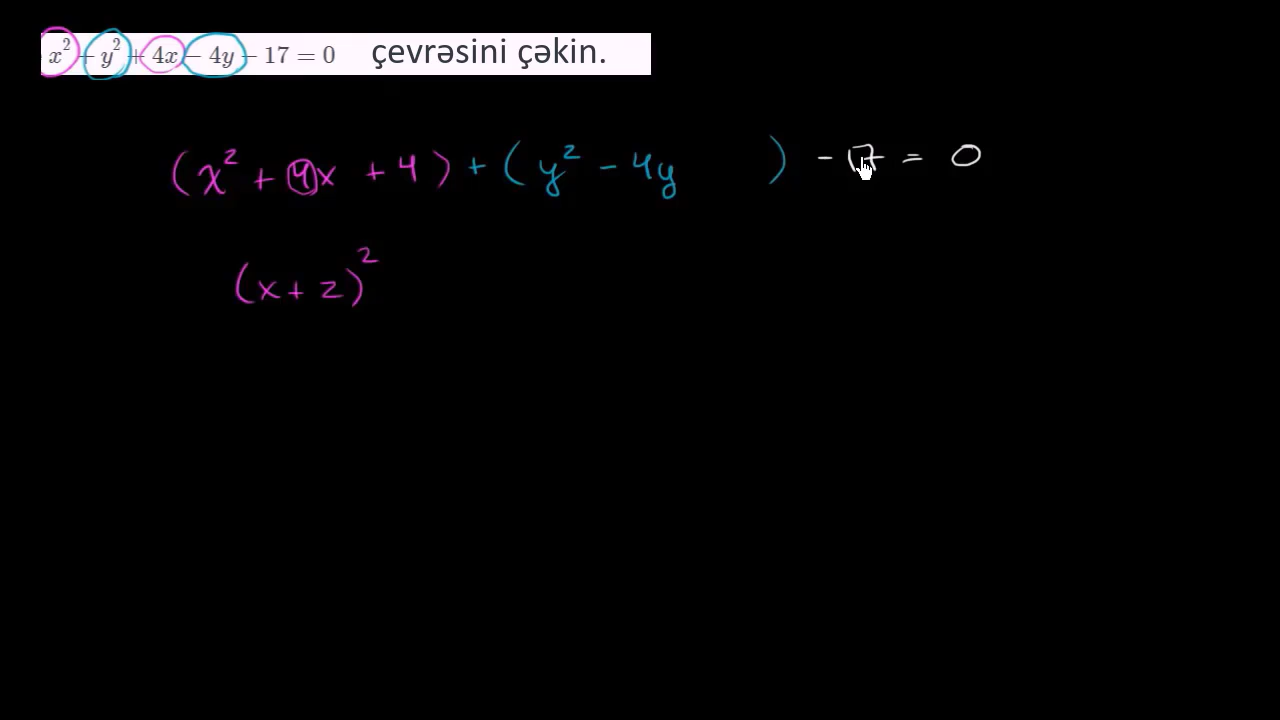 x² + y² + 4x − 4y − 17 = 0 çevrəsini çəkin.
(x² + 4x + 4) + (y² − 4y ) − 17 = 0
(x + 2)²